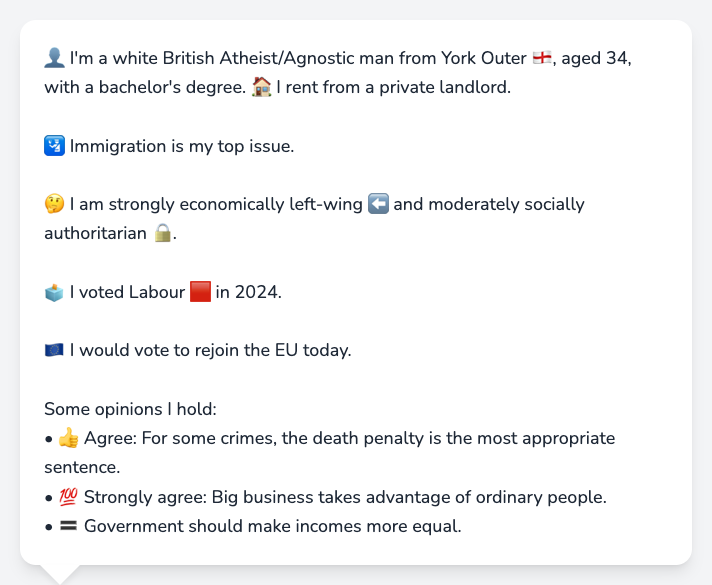 👤 I'm a white British Atheist/Agnostic man from York Outer 🏴󠁧󠁢󠁥󠁮󠁧󠁿, aged 34,
with a bachelor's degree. 🏠 I rent from a private landlord.
🛂 Immigration is my top issue.
🤔 I am strongly economically left-wing ⬅️ and moderately socially
authoritarian 🔒.
🗳️ I voted Labour 🟥 in 2024.
🇪🇺 I would vote to rejoin the EU today.
Some opinions I hold:
• 👍 Agree: For some crimes, the death penalty is the most appropriate
sentence.
• 💯 Strongly agree: Big business takes advantage of ordinary people.
• 🟰 Government should make incomes more equal.